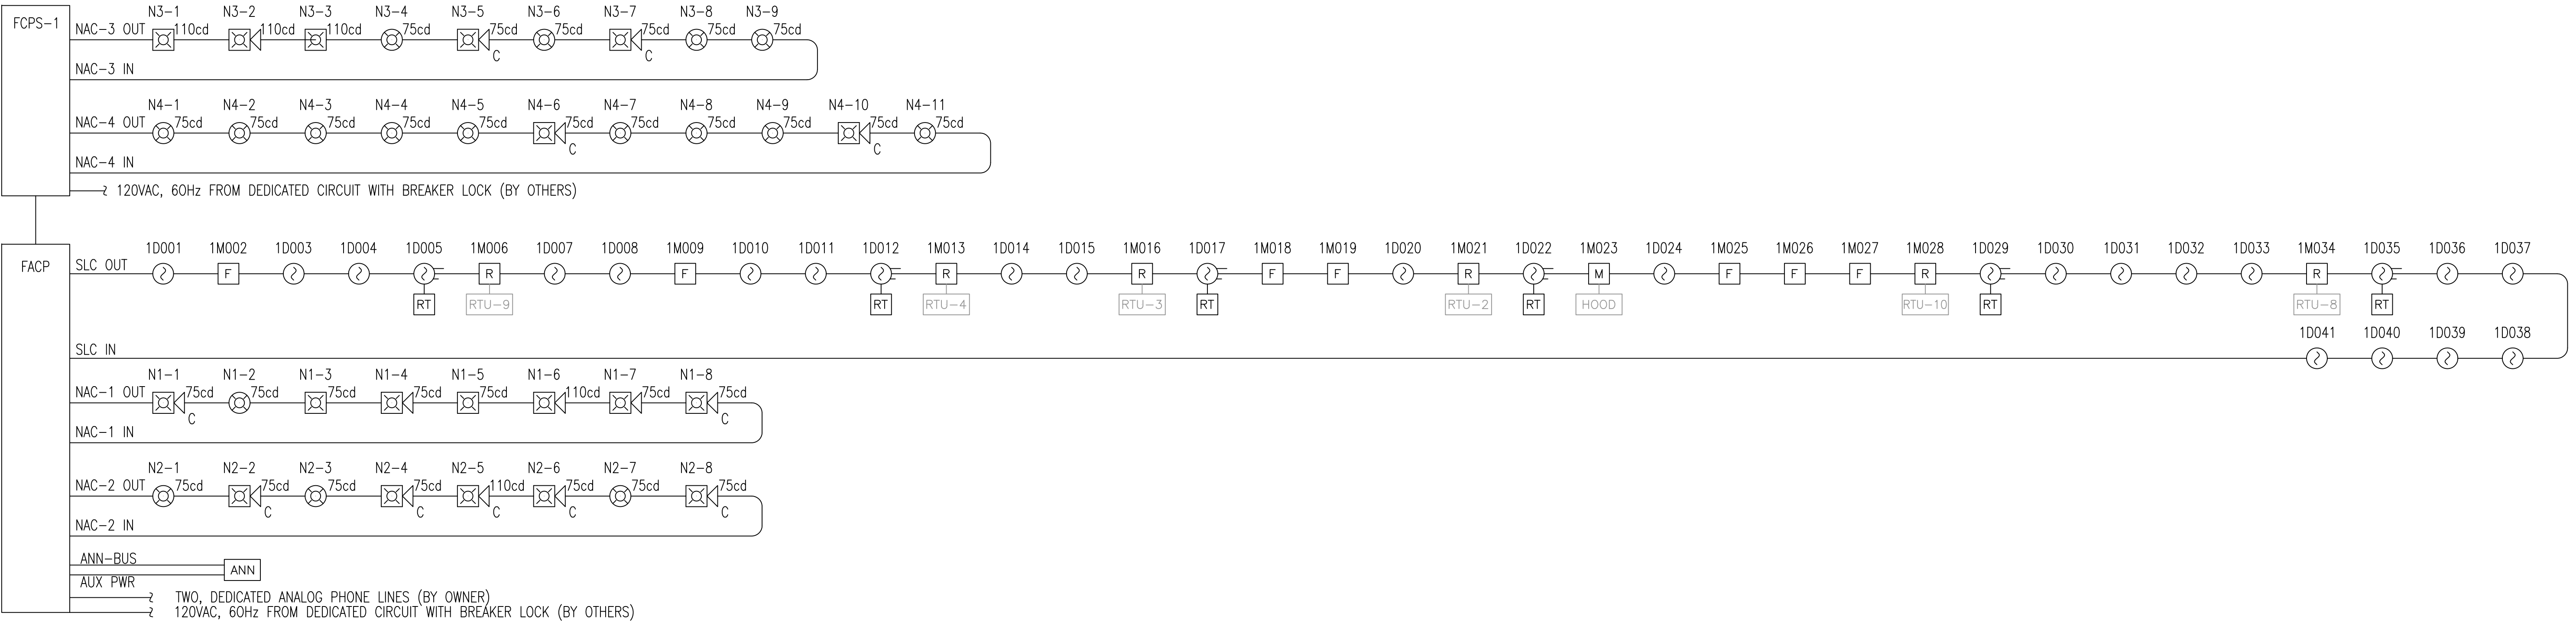 FCPS-1
N3-1 N3-2 N3-3 N3-4 N3-5 N3-6 N3-7 N3-8 N3-9
NAC-3 OUT 110cd 110cd 110cd 75cd 75cd 75cd 75cd 75cd 75cd
C C
NAC-3 IN
N4-1 N4-2 N4-3 N4-4 N4-5 N4-6 N4-7 N4-8 N4-9 N4-10 N4-11
NAC-4 OUT 75cd 75cd 75cd 75cd 75cd 75cd 75cd 75cd 75cd 75cd 75cd
C C
NAC-4 IN
120VAC, 60Hz FROM DEDICATED CIRCUIT WITH BREAKER LOCK (BY OTHERS)
FACP
1D001 1M002 1D003 1D004 1D005 1M006 1D007 1D008 1M009 1D010 1D011 1D012 1M013 1D014 1D015 1M016 1D017 1M018 1M019 1D020 1M021 1D022 1M023 1D024 1M025 1M026 1M027 1M028 1D029 1D030 1D031 1D032 1D033 1M034 1D035 1D036 1D037
SLC OUT F R F R R F F R M F F F R R
RT RTU-9 RT RTU-4 RTU-3 RT RTU-2 RT HOOD RTU-10 RT RTU-8 RT
1D041 1D040 1D039 1D038
SLC IN
N1-1 N1-2 N1-3 N1-4 N1-5 N1-6 N1-7 N1-8
NAC-1 OUT 75cd 75cd 75cd 75cd 75cd 110cd 75cd 75cd
C C
NAC-1 IN
N2-1 N2-2 N2-3 N2-4 N2-5 N2-6 N2-7 N2-8
NAC-2 OUT 75cd 75cd 75cd 75cd 110cd 75cd 75cd 75cd
C C C C C
NAC-2 IN
ANN-BUS
ANN
AUX PWR
TWO, DEDICATED ANALOG PHONE LINES (BY OWNER)
120VAC, 60Hz FROM DEDICATED CIRCUIT WITH BREAKER LOCK (BY OTHERS)